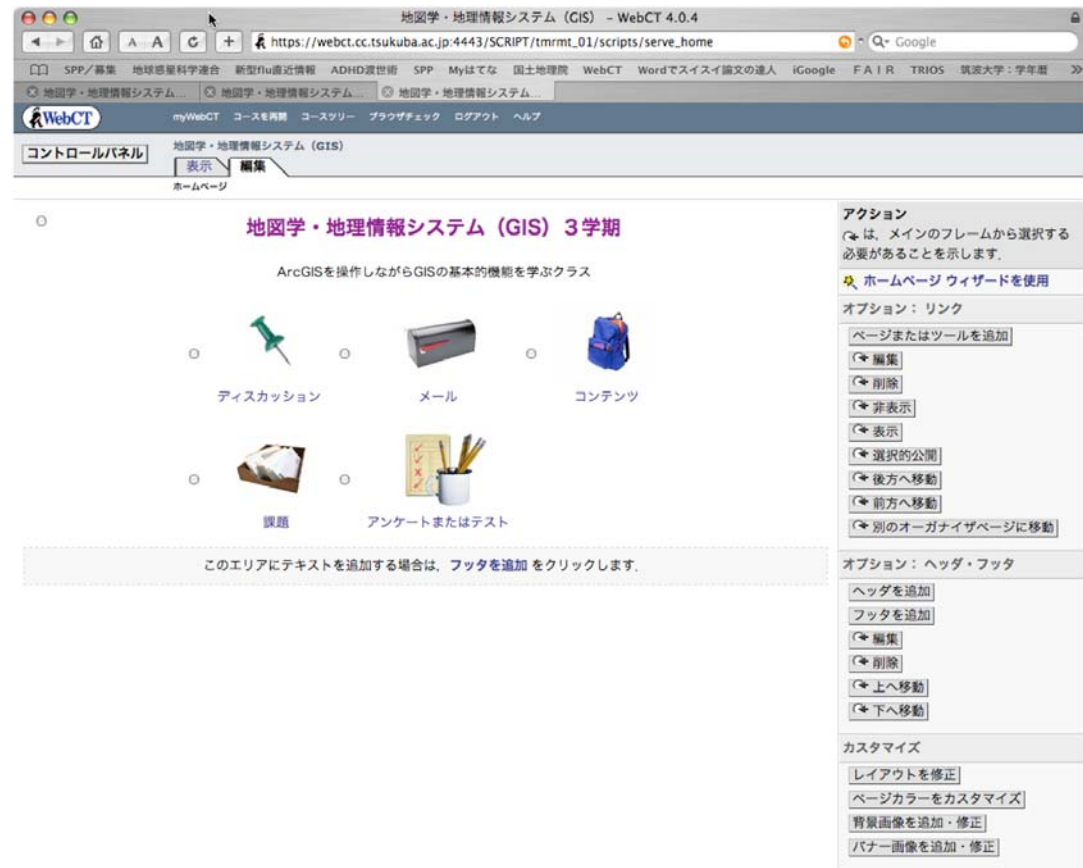 地図学・地理情報システム（GIS） – WebCT 4.0.4
A A C + https://webct.cc.tsukuba.ac.jp:4443/SCRIPT/tmrmt_01/scripts/serve_home Q Google
SPP／募集 地球惑星科学連合 新型flu直近情報 ADHD渡世術 SPP Myはてな 国土地理院 WebCT Wordでスイスイ論文の達人 iGoogle F A I R TRIOS 筑波大学：学年暦 »
地図学・地理情報システム... 地図学・地理情報システム... 地図学・地理情報システム...
WebCT myWebCT コースを再開 コースツリー ブラウザチェック ログアウト ヘルプ
コントロールパネル
地図学・地理情報システム（GIS）
表示 編集
ホームページ
地図学・地理情報システム（GIS）３学期
ArcGISを操作しながらGISの基本的機能を学ぶクラス
ディスカッション メール コンテンツ
課題 アンケートまたはテスト
このエリアにテキストを追加する場合は，フッタを追加 をクリックします．
アクション
は，メインのフレームから選択する
必要があることを示します．
ホームページ ウィザードを使用
オプション： リンク
ページまたはツールを追加
編集
削除
非表示
表示
選択的公開
後方へ移動
前方へ移動
別のオーガナイザページに移動
オプション： ヘッダ・フッタ
ヘッダを追加
フッタを追加
編集
削除
上へ移動
下へ移動
カスタマイズ
レイアウトを修正
ページカラーをカスタマイズ
背景画像を追加・修正
バナー画像を追加・修正